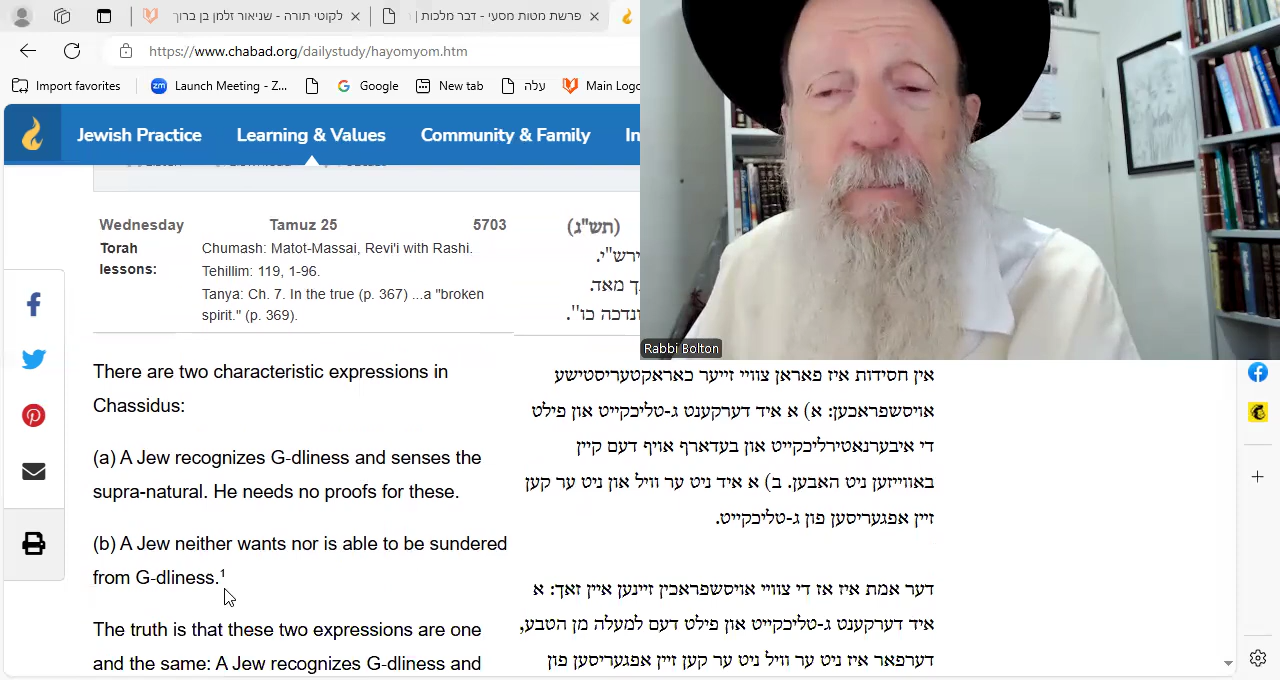 לקוטי תורה - שניאור זלמן בן ברוך
פרשת מטות מסעי - דבר מלכות |
https://www.chabad.org/dailystudy/hayomyom.htm
Import favorites
zm
Launch Meeting - Z...
G
Google
New tab
עלה
Main Logo
Jewish Practice
Learning & Values
Community & Family
In
Wednesday
Tamuz 25
5703
Torah lessons:
Chumash: Matot-Massai, Revi'i with Rashi.
Tehillim: 119, 1-96.
Tanya: Ch. 7. In the true (p. 367) ...a "broken
spirit." (p. 369).
(תש"ג)
ירש"י.
ך מאד.
ונדכה כו'".
Rabbi Bolton
There are two characteristic expressions in
Chassidus:
(a) A Jew recognizes G-dliness and senses the
supra-natural. He needs no proofs for these.
(b) A Jew neither wants nor is able to be sundered
from G-dliness.1
The truth is that these two expressions are one
and the same: A Jew recognizes G-dliness and
אין חסידות איז פאראן צוויי זייער כאראקטעריסטישע
אויסשפראכען: א) א איד דערקענט ג-טליכקייט און פילט
די איבערנאטירליכקייט און בעדארף אויף דעם קיין
באווייזען ניט האבען. ב) א איד ניט ער וויל און ניט ער קען
זיין אפגעריסען פון ג-טליכקייט.
דער אמת איז אז די צוויי אויסשפראכין זיינען איין זאך: א
איד דערקענט ג-טליכקייט און פילט דעם למעלה מן הטבע,
דערפאר איז ניט ער וויל ניט ער קען זיין אפגעריסען פון